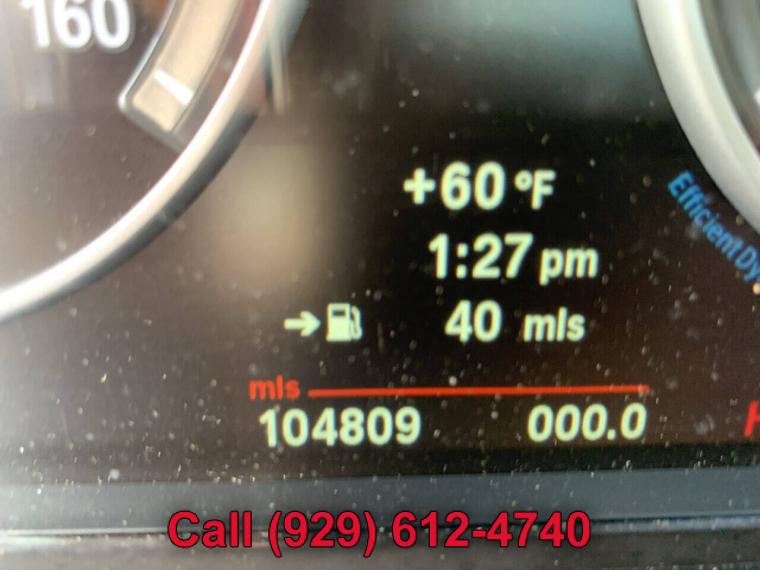 160
+60 °F
Efficient Dy
1:27 pm
40 mls
mls
104809 000.0
Call (929) 612-4740